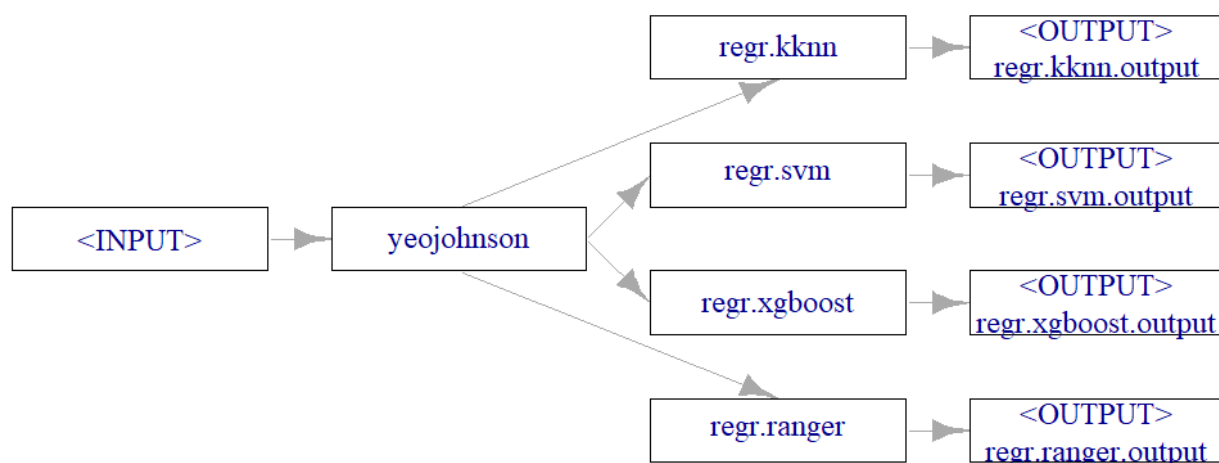 <INPUT>
yeojohnson
regr.kknn
<OUTPUT>
regr.kknn.output
regr.svm
<OUTPUT>
regr.svm.output
regr.xgboost
<OUTPUT>
regr.xgboost.output
regr.ranger
<OUTPUT>
regr.ranger.output